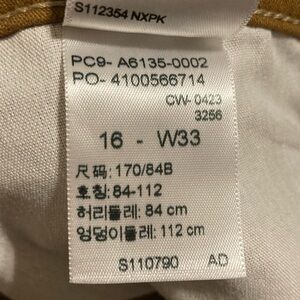 S112354 NXPK
PC9- A6135-0002
PO- 4100566714
CW- 0423
3256
16 - W33
尺码: 170/84B
호칭: 84-112
허리둘레: 84 cm
엉덩이둘레: 112 cm
S110790 AD